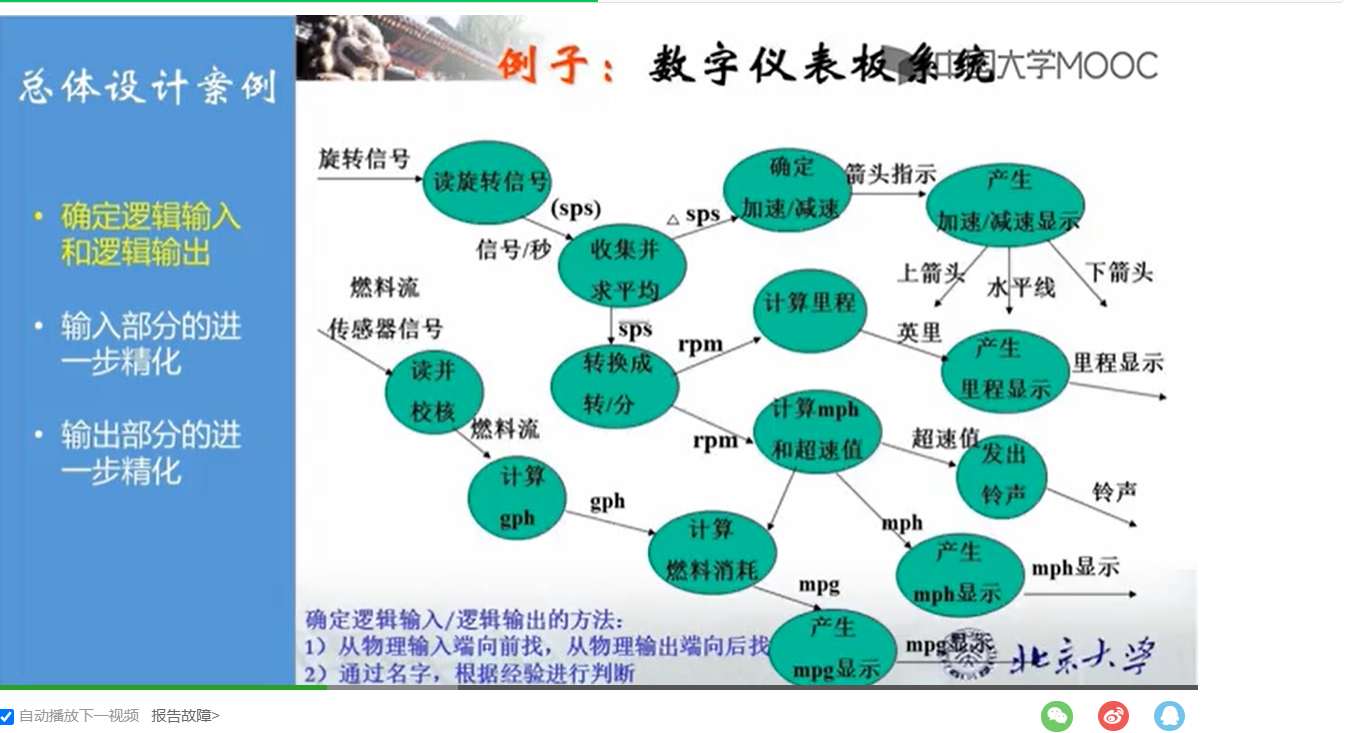 总体设计案例
• 确定逻辑输入
和逻辑输出
• 输入部分的进
一步精化
• 输出部分的进
一步精化
例子：数字仪表板系统
中国大学MOOC
旋转信号
读旋转信号
(sps)
信号/秒
收集并
求平均
△ sps
确定
加速/减速
箭头指示
产生
加速/减速显示
上箭头
水平线
下箭头
燃料流
传感器信号
读并
校核
燃料流
计算
gph
gph
sps
转换成
转/分
rpm
计算里程
英里
产生
里程显示
里程显示
rpm
计算mph
和超速值
超速值
发出
铃声
铃声
mph
产生
mph显示
mph显示
计算
燃料消耗
mpg
产生
mpg显示
mpg显示
确定逻辑输入/逻辑输出的方法：
1）从物理输入端向前找，从物理输出端向后找
2）通过名字，根据经验进行判断
北京大学
自动播放下一视频 报告故障>